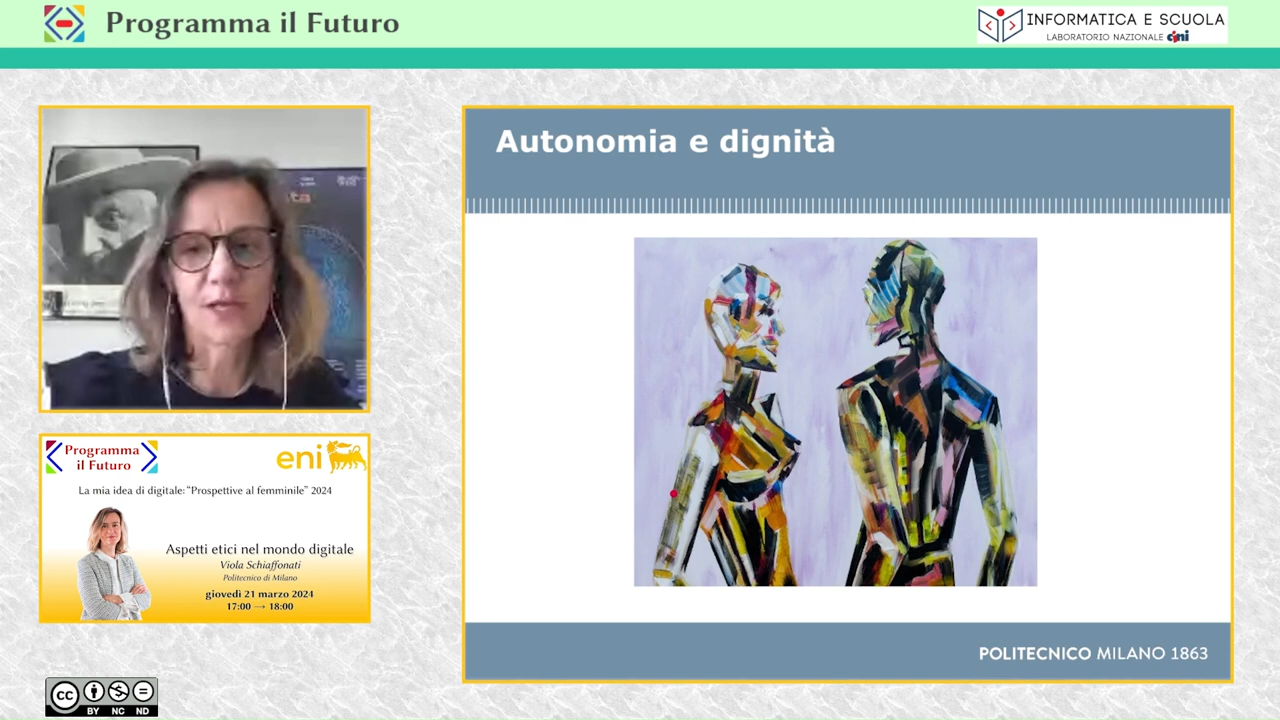 Programma il Futuro
INFORMATICA E SCUOLA
LABORATORIO NAZIONALE cini
Autonomia e dignità
Programma
il Futuro
eni
La mia idea di digitale: “Prospettive al femminile” 2024
Aspetti etici nel mondo digitale
Viola Schiaffonati
Politecnico di Milano
giovedì 21 marzo 2024
17:00 → 18:00
POLITECNICO MILANO 1863
CC
BY NC ND